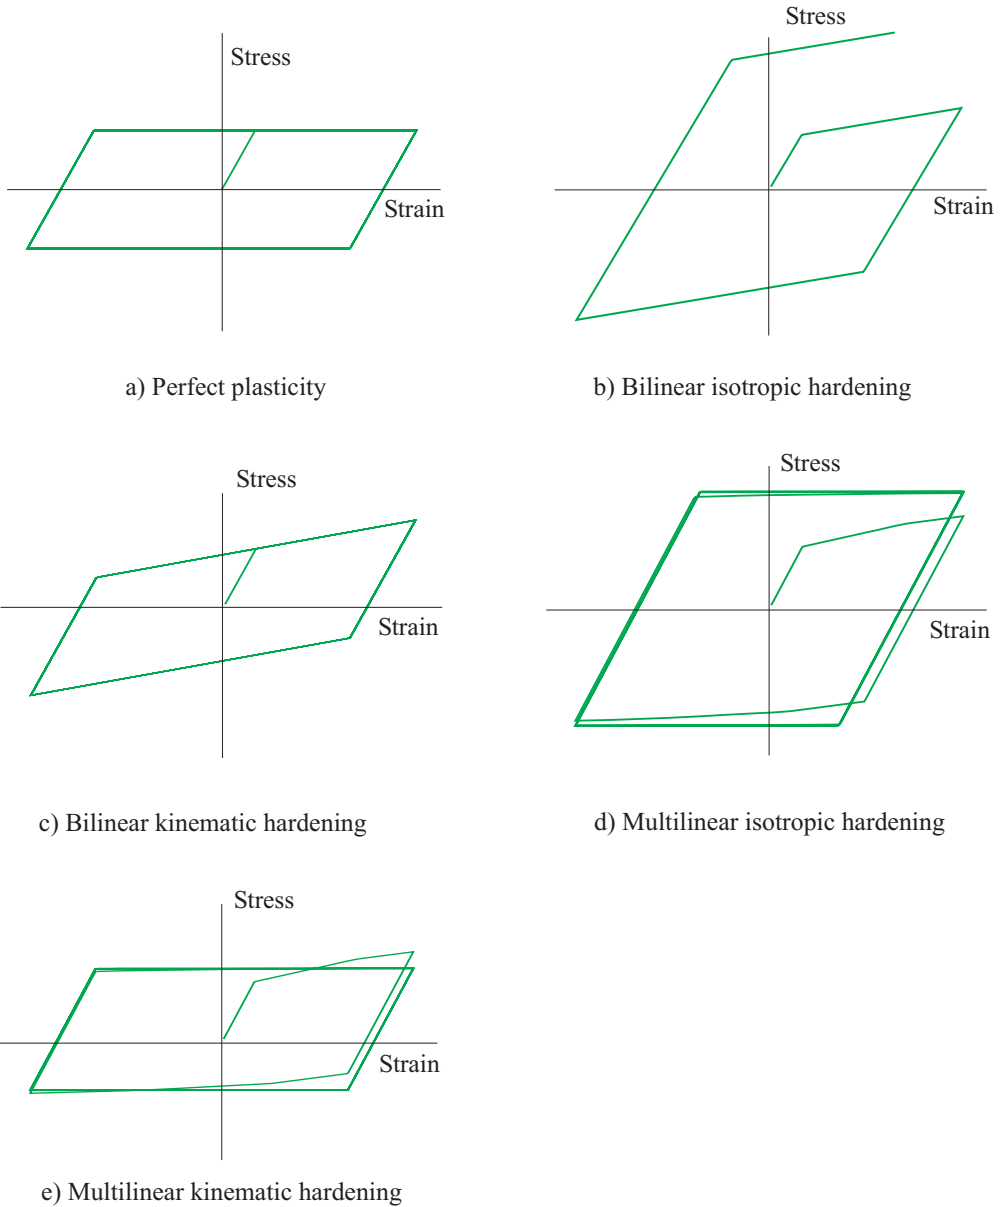 Stress
Strain
a) Perfect plasticity
Stress
Strain
b) Bilinear isotropic hardening
Stress
Strain
c) Bilinear kinematic hardening
Stress
Strain
d) Multilinear isotropic hardening
Stress
Strain
e) Multilinear kinematic hardening